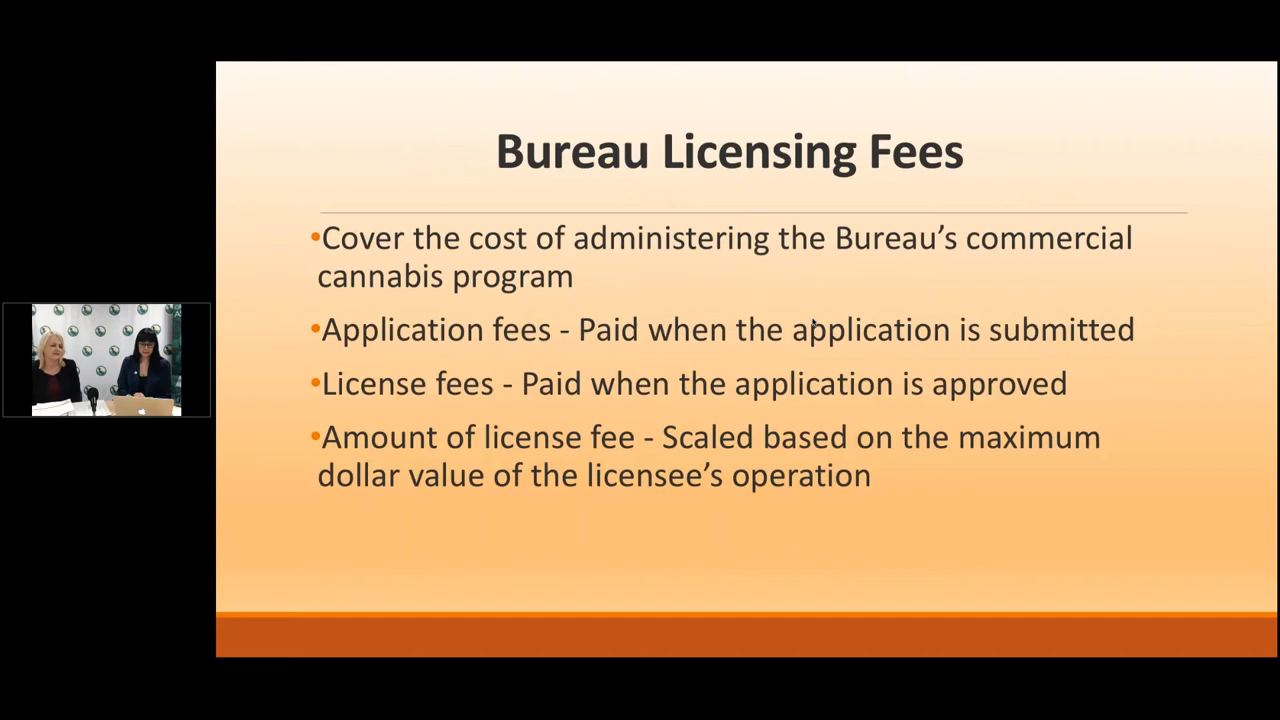 Bureau Licensing Fees
•Cover the cost of administering the Bureau’s commercial
cannabis program
•Application fees - Paid when the application is submitted
•License fees - Paid when the application is approved
•Amount of license fee - Scaled based on the maximum
dollar value of the licensee’s operation